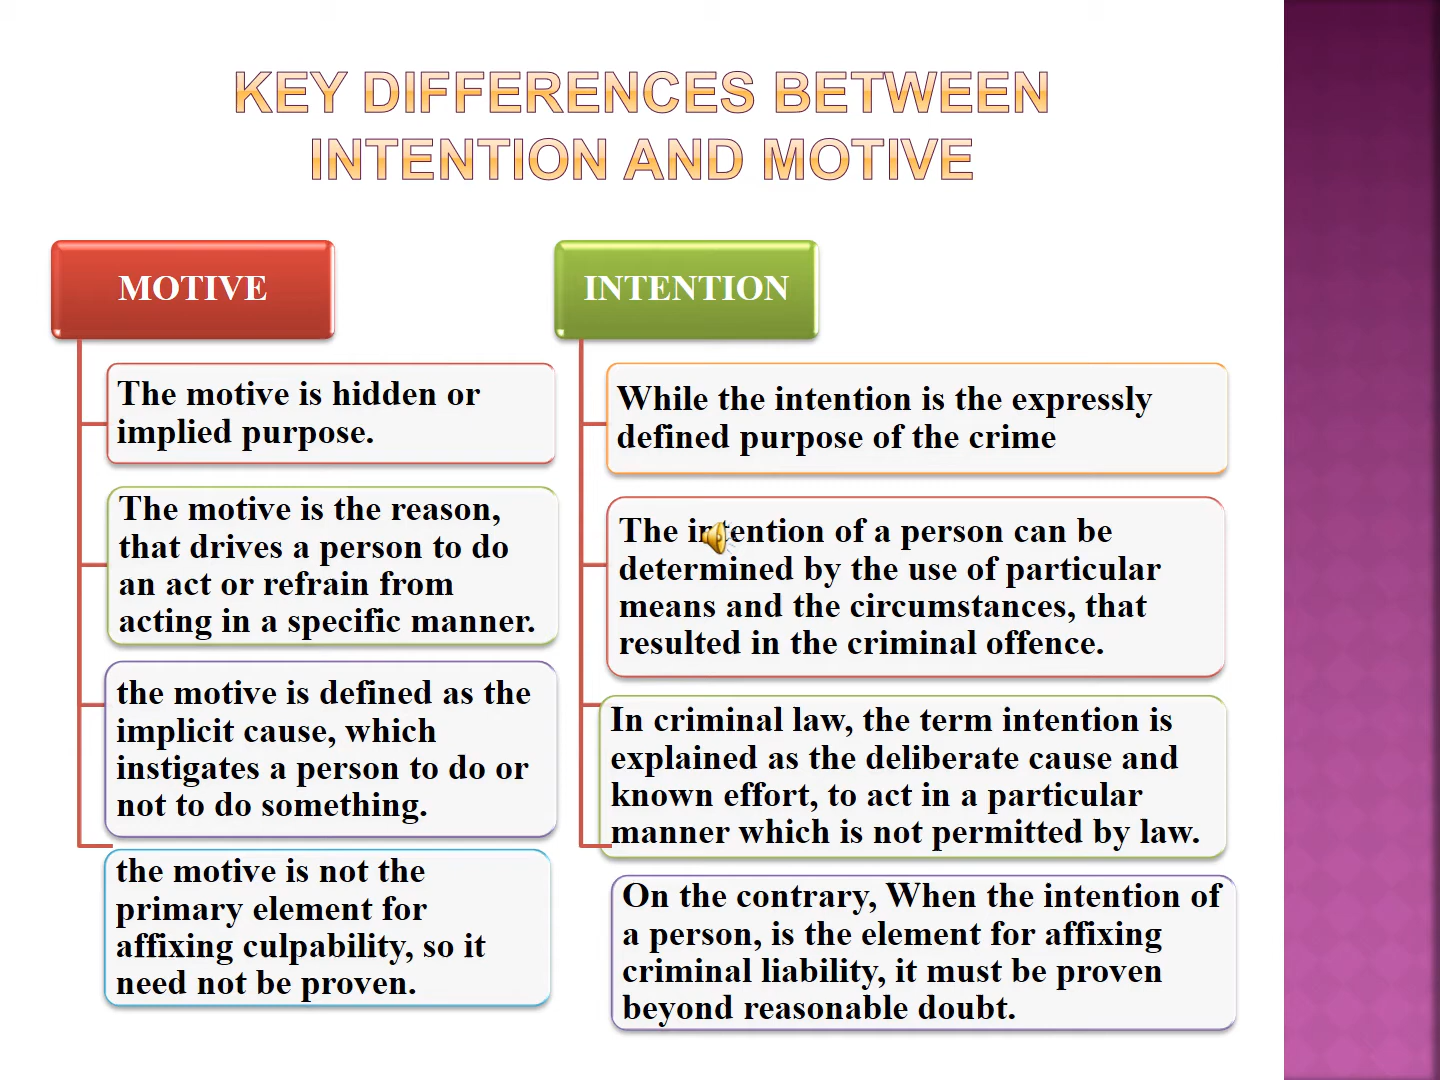 KEY DIFFERENCES BETWEEN
INTENTION AND MOTIVE
MOTIVE
The motive is hidden or
implied purpose.
The motive is the reason,
that drives a person to do
an act or refrain from
acting in a specific manner.
the motive is defined as the
implicit cause, which
instigates a person to do or
not to do something.
the motive is not the
primary element for
affixing culpability, so it
need not be proven.
INTENTION
While the intention is the expressly
defined purpose of the crime
The intention of a person can be
determined by the use of particular
means and the circumstances, that
resulted in the criminal offence.
In criminal law, the term intention is
explained as the deliberate cause and
known effort, to act in a particular
manner which is not permitted by law.
On the contrary, When the intention of
a person, is the element for affixing
criminal liability, it must be proven
beyond reasonable doubt.